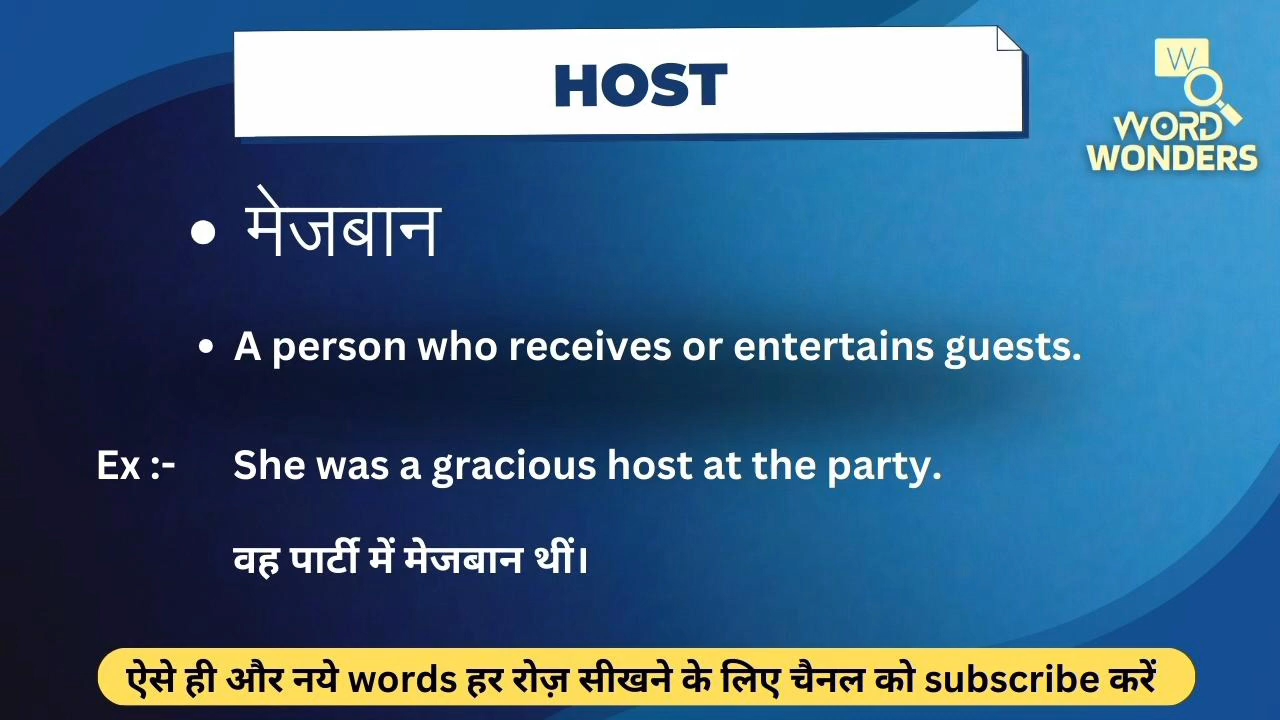 HOST
W
WORD
WONDERS
• मेजबान
• A person who receives or entertains guests.
Ex :- She was a gracious host at the party.
वह पार्टी में मेजबान थीं।
ऐसे ही और नये words हर रोज़ सीखने के लिए चैनल को subscribe करें